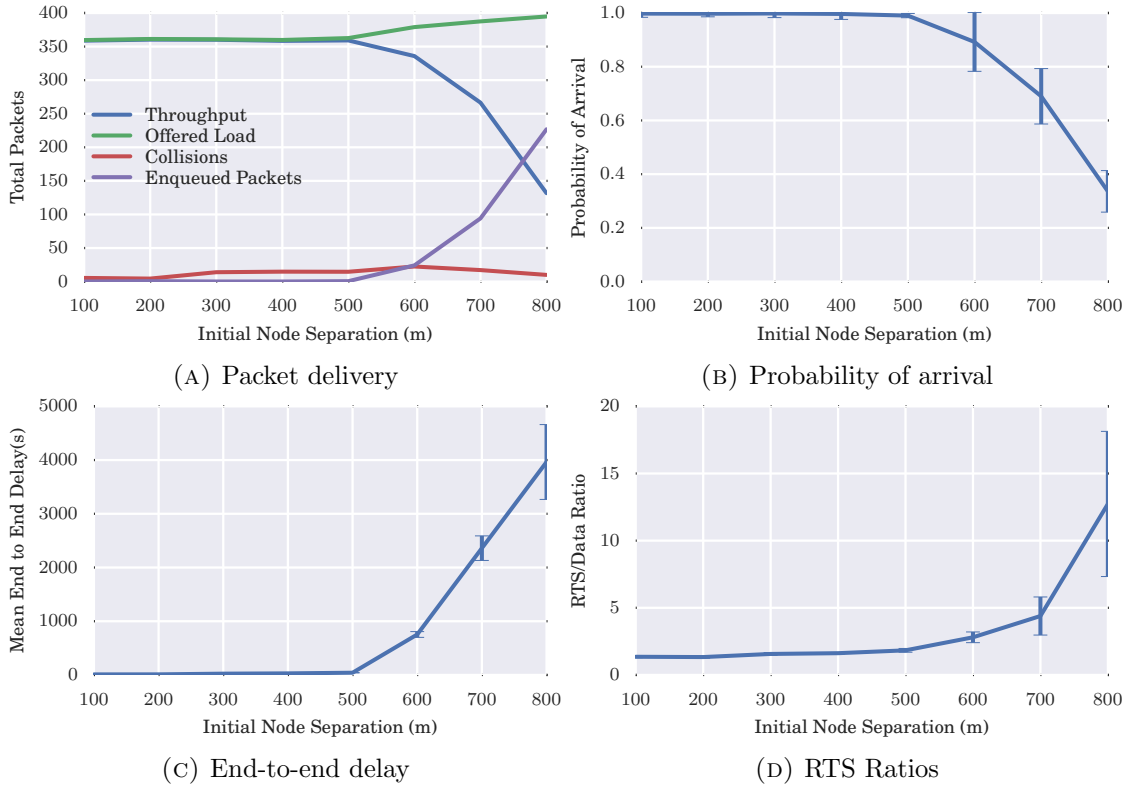 400
350
300
250
200
150
100
50
0
Total Packets
Throughput
Offered Load
Collisions
Enqueued Packets
100 200 300 400 500 600 700 800
Initial Node Separation (m)
(A) Packet delivery
1.0
0.8
0.6
0.4
0.2
0.0
Probability of Arrival
100 200 300 400 500 600 700 800
Initial Node Separation (m)
(B) Probability of arrival
5000
4000
3000
2000
1000
0
Mean End to End Delay(s)
100 200 300 400 500 600 700 800
Initial Node Separation (m)
(C) End-to-end delay
20
15
10
5
0
RTS/Data Ratio
100 200 300 400 500 600 700 800
Initial Node Separation (m)
(D) RTS Ratios